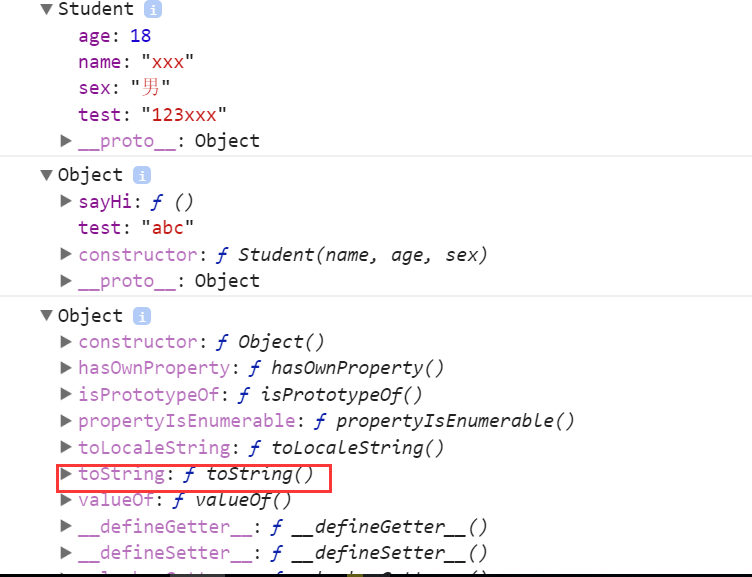 Student i
age: 18
name: "xxx"
sex: "男"
test: "123xxx"
__proto__: Object
Object i
sayHi: ƒ ()
test: "abc"
constructor: ƒ Student(name, age, sex)
__proto__: Object
Object i
constructor: ƒ Object()
hasOwnProperty: ƒ hasOwnProperty()
isPrototypeOf: ƒ isPrototypeOf()
propertyIsEnumerable: ƒ propertyIsEnumerable()
toLocaleString: ƒ toLocaleString()
toString: ƒ toString()
valueOf: ƒ valueOf()
__defineGetter__: ƒ __defineGetter__()
__defineSetter__: ƒ __defineSetter__()